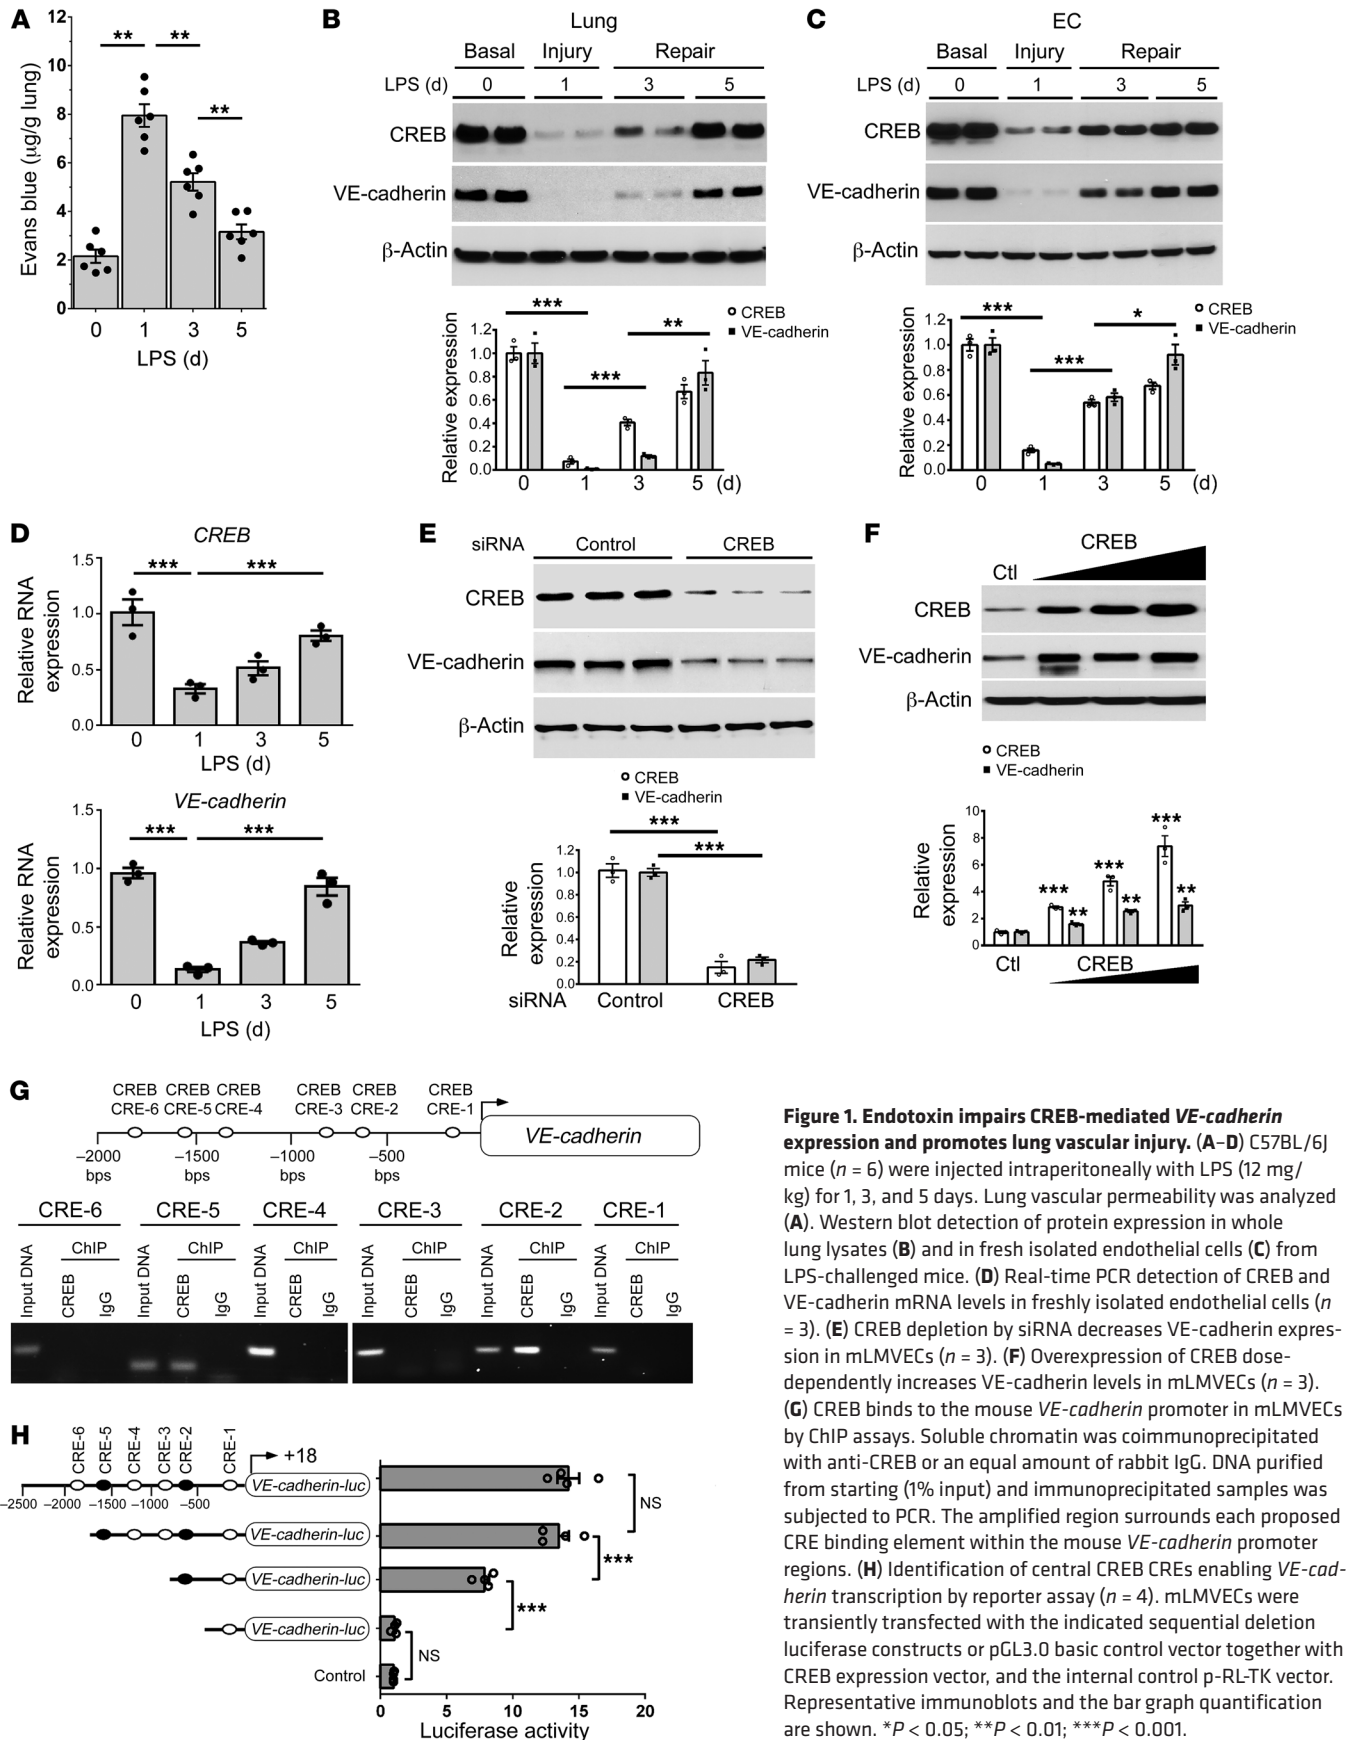 A
12
10
8
6
4
2
0
Evans blue (μg/g lung)
** **
**
0 1 3 5
LPS (d)
B
Lung
Basal Injury Repair
LPS (d) 0 1 3 5
CREB
VE-cadherin
β-Actin
CREB
VE-cadherin
***
**
***
Relative expression
1.2
1.0
0.8
0.6
0.4
0.2
0.0
0 1 3 5 (d)
C
EC
Basal Injury Repair
LPS (d) 0 1 3 5
CREB
VE-cadherin
β-Actin
CREB
VE-cadherin
***
*
***
Relative expression
1.2
1.0
0.8
0.6
0.4
0.2
0.0
0 1 3 5 (d)
D
CREB
1.5
1.0
0.5
0.0
Relative RNA
expression
*** ***
0 1 3 5
LPS (d)
VE-cadherin
1.5
1.0
0.5
0.0
Relative RNA
expression
*** ***
0 1 3 5
LPS (d)
E
siRNA Control CREB
CREB
VE-cadherin
β-Actin
CREB
VE-cadherin
***
***
Relative
expression
1.2
1.0
0.8
0.6
0.4
0.2
0.0
siRNA Control CREB
F
CREB
Ctl
CREB
VE-cadherin
β-Actin
CREB
VE-cadherin
Relative
expression
10
8
6
4
2
0
*** ** *** ** *** **
Ctl CREB
G
CREB CREB CREB CREB CREB CREB
CRE-6 CRE-5 CRE-4 CRE-3 CRE-2 CRE-1
VE-cadherin
−2000 −1500 −1000 −500
bps bps bps bps
CRE-6 CRE-5 CRE-4 CRE-3 CRE-2 CRE-1
ChIP ChIP ChIP ChIP ChIP ChIP
Input DNA CREB IgG Input DNA CREB IgG Input DNA CREB IgG Input DNA CREB IgG Input DNA CREB IgG Input DNA CREB IgG
H
CRE-6 CRE-5 CRE-4 CRE-3 CRE-2 CRE-1
+18
VE-cadherin-luc
−2500 −2000 −1500 −1000 −500
VE-cadherin-luc
VE-cadherin-luc
VE-cadherin-luc
Control
NS
***
***
NS
0 5 10 15 20
Luciferase activity
Figure 1. Endotoxin impairs CREB-mediated VE-cadherin
expression and promotes lung vascular injury. (A–D) C57BL/6J
mice (n = 6) were injected intraperitoneally with LPS (12 mg/
kg) for 1, 3, and 5 days. Lung vascular permeability was analyzed
(A). Western blot detection of protein expression in whole
lung lysates (B) and in fresh isolated endothelial cells (C) from
LPS-challenged mice. (D) Real-time PCR detection of CREB and
VE-cadherin mRNA levels in freshly isolated endothelial cells (n
= 3). (E) CREB depletion by siRNA decreases VE-cadherin expres-
sion in mLMVECs (n = 3). (F) Overexpression of CREB dose-
dependently increases VE-cadherin levels in mLMVECs (n = 3).
(G) CREB binds to the mouse VE-cadherin promoter in mLMVECs
by ChIP assays. Soluble chromatin was coimmunoprecipitated
with anti-CREB or an equal amount of rabbit IgG. DNA purified
from starting (1% input) and immunoprecipitated samples was
subjected to PCR. The amplified region surrounds each proposed
CRE binding element within the mouse VE-cadherin promoter
regions. (H) Identification of central CREB CREs enabling VE-cad-
herin transcription by reporter assay (n = 4). mLMVECs were
transiently transfected with the indicated sequential deletion
luciferase constructs or pGL3.0 basic control vector together with
CREB expression vector, and the internal control p-RL-TK vector.
Representative immunoblots and the bar graph quantification
are shown. *P < 0.05; **P < 0.01; ***P < 0.001.